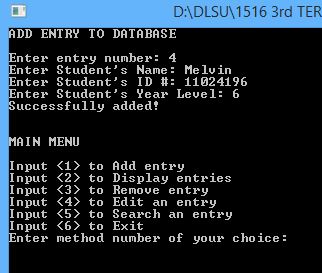 D:\DLSU\1516 3rd TER
ADD ENTRY TO DATABASE
Enter entry number: 4
Enter Student's Name: Melvin
Enter Student's ID #: 11024196
Enter Student's Year Level: 6
Successfully added!
MAIN MENU
Input <1> to Add entry
Input <2> to Display entries
Input <3> to Remove entry
Input <4> to Edit an entry
Input <5> to Search an entry
Input <6> to Exit
Enter method number of your choice: